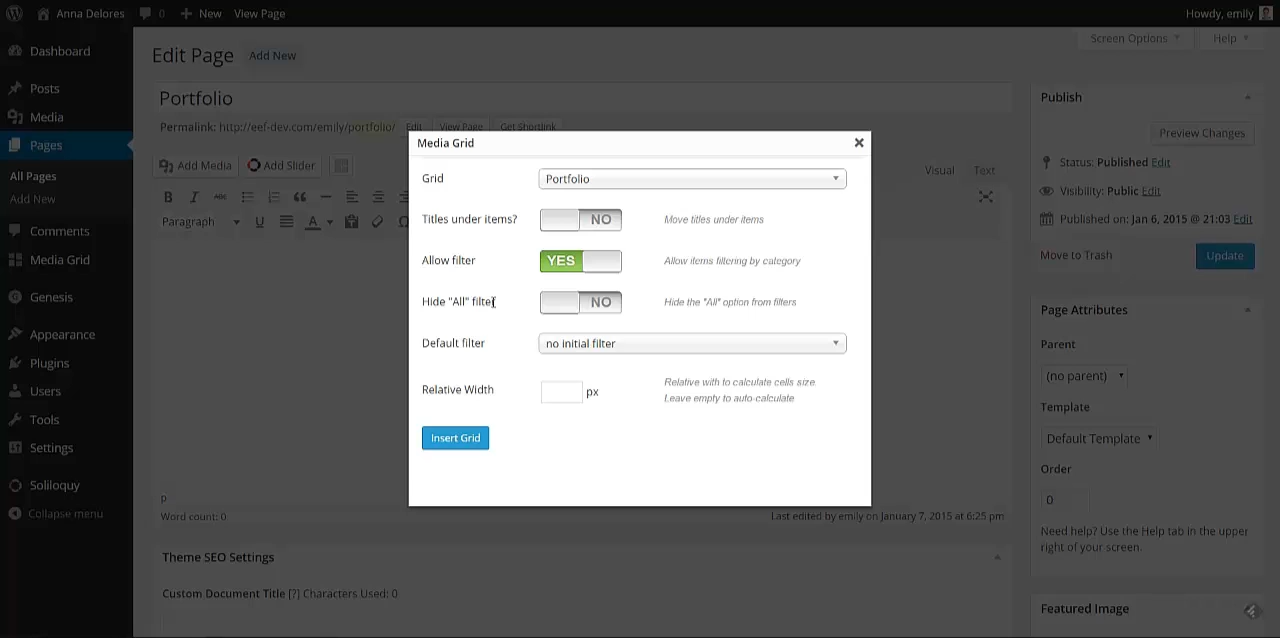 Anna Delores 0 New View Page Howdy, emily
Dashboard
Posts
Media
Pages
All Pages
Add New
Comments
Media Grid
Genesis
Appearance
Plugins
Users
Tools
Settings
Soliloquy
Collapse menu
Screen Options Help
Edit Page Add New
Portfolio
Permalink: http://eef-dev.com/emily/portfolio/ Edit View Page Get Shortlink
Add Media Add Slider
Visual Text
B I ABC
Paragraph U A Ω
p
Word count: 0 Last edited by emily on January 7, 2015 at 6:25 pm
Theme SEO Settings
Custom Document Title [?] Characters Used: 0
Media Grid
Grid Portfolio
Titles under items? NO Move titles under items
Allow filter YES Allow items filtering by category
Hide "All" filter NO Hide the "All" option from filters
Default filter no initial filter
Relative Width px Relative with to calculate cells size
Leave empty to auto-calculate
Insert Grid
Publish
Preview Changes
Status: Published Edit
Visibility: Public Edit
Published on: Jan 6, 2015 @ 21:03 Edit
Move to Trash Update
Page Attributes
Parent
(no parent)
Template
Default Template
Order
0
Need help? Use the Help tab in the upper
right of your screen.
Featured Image